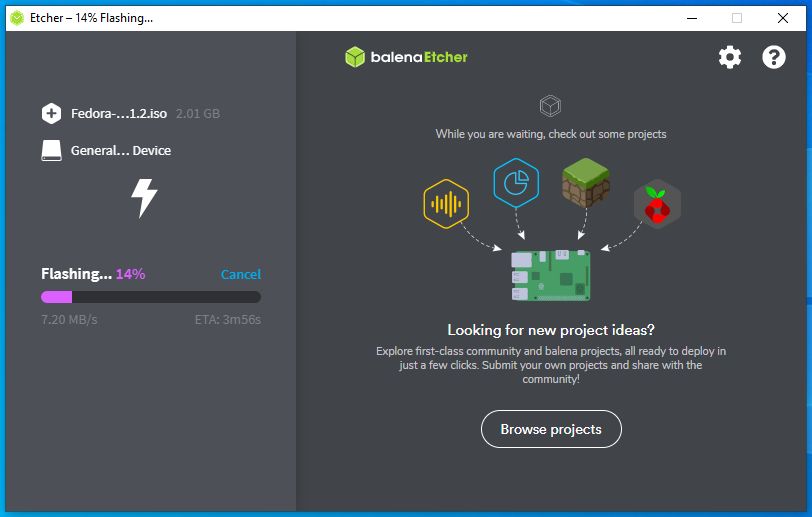 Etcher – 14% Flashing...
balenaEtcher
Fedora-...1.2.iso 2.01 GB
General... Device
Flashing... 14% Cancel
7.20 MB/s ETA: 3m56s
While you are waiting, check out some projects
Looking for new project ideas?
Explore first-class community and balena projects, all ready to deploy in
just a few clicks. Submit your own projects and share with the
community!
Browse projects